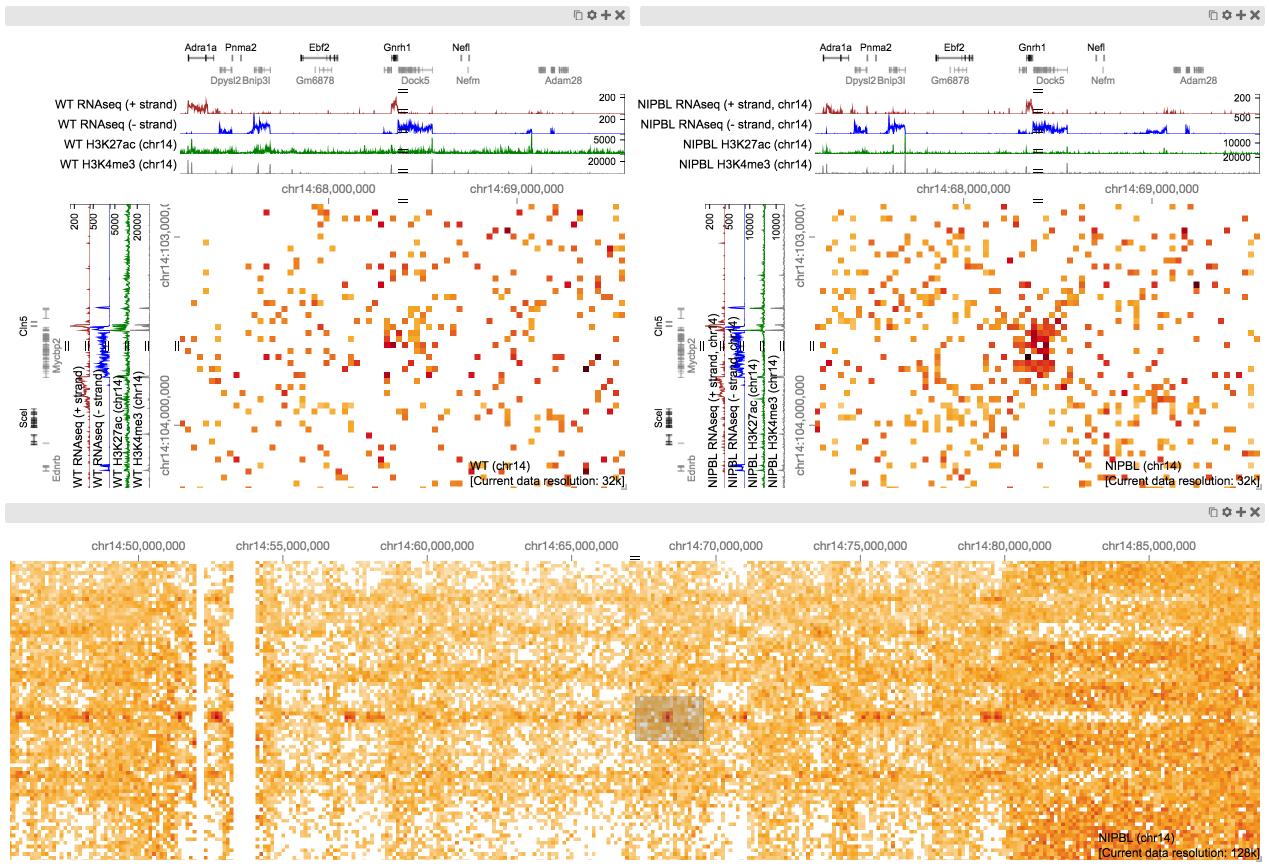 Adra1a Pnma2 Ebf2 Gnrh1 Nefl
Dpysl2 Bnip3l Gm6878 Dock5 Nefm Adam28
WT RNAseq (+ strand) 200
WT RNAseq (- strand) 200
WT H3K27ac (chr14) 5000
WT H3K4me3 (chr14) 20000
chr14:68,000,000 chr14:69,000,000
200 500 5000 20000
chr14:103,000,(
Cln5
Mycbp2
chr14:104,000,000
Scel
Ednrb
WT RNAseq (+ strand)
WT RNAseq (- strand)
WT H3K27ac (chr14)
WT H3K4me3 (chr14)
WT (chr14)
[Current data resolution: 32k]
Adra1a Pnma2 Ebf2 Gnrh1 Nefl
Dpysl2 Bnip3l Gm6878 Dock5 Nefm Adam28
NIPBL RNAseq (+ strand, chr14) 200
NIPBL RNAseq (- strand, chr14) 500
NIPBL H3K27ac (chr14) 10000
NIPBL H3K4me3 (chr14) 20000
chr14:68,000,000 chr14:69,000,000
200 500 10000 10000
chr14:103,000,(
Cln5
Mycbp2
chr14:104,000,000
Scel
Ednrb
NIPBL RNAseq (+ strand, chr14)
NIPBL RNAseq (- strand, chr14)
NIPBL H3K27ac (chr14)
NIPBL H3K4me3 (chr14)
NIPBL (chr14)
[Current data resolution: 32k]
chr14:50,000,000 chr14:55,000,000 chr14:60,000,000 chr14:65,000,000 chr14:70,000,000 chr14:75,000,000 chr14:80,000,000 chr14:85,000,000
NIPBL (chr14)
[Current data resolution: 128k]